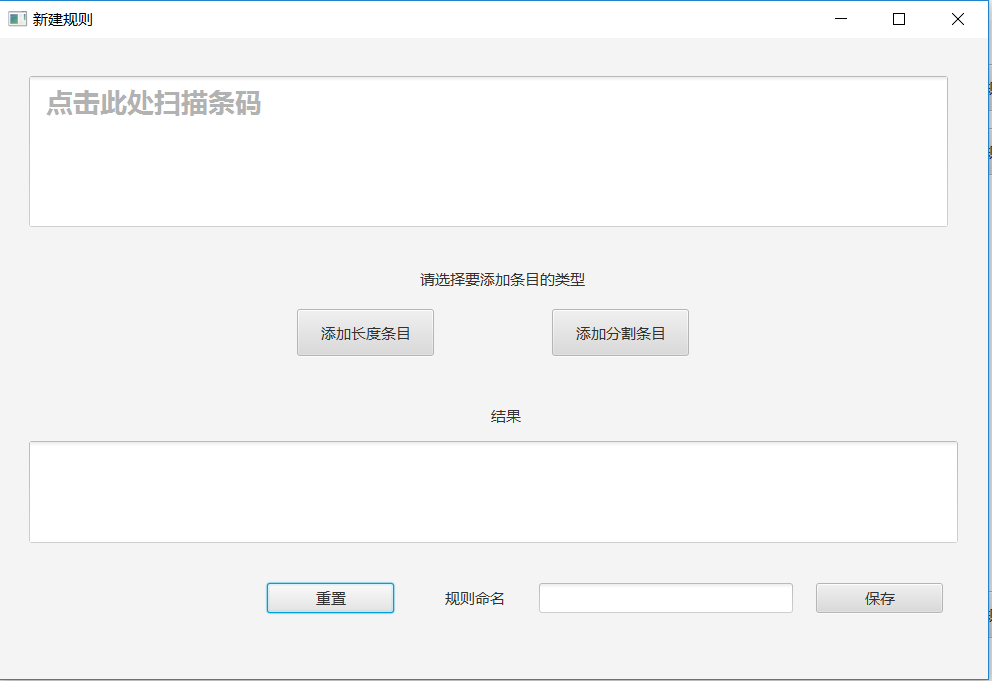 新建规则
点击此处扫描条码
请选择要添加条目的类型
添加长度条目 添加分割条目
结果
重置 规则命名 保存